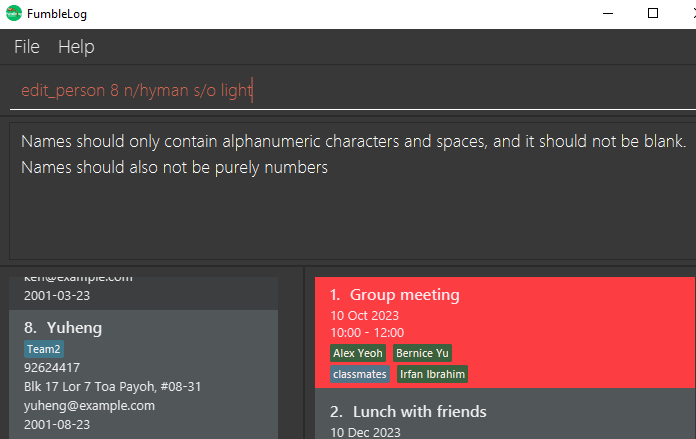 FumbleLog
File Help
edit_person 8 n/hyman s/o light
Names should only contain alphanumeric characters and spaces, and it should not be blank.
Names should also not be purely numbers
ken@example.com
2001-03-23
8. Yuheng
Team2
92624417
Blk 17 Lor 7 Toa Payoh, #08-31
yuheng@example.com
2001-08-23
1. Group meeting
10 Oct 2023
10:00 - 12:00
Alex Yeoh Bernice Yu
classmates Irfan Ibrahim
2. Lunch with friends
10 Dec 2023